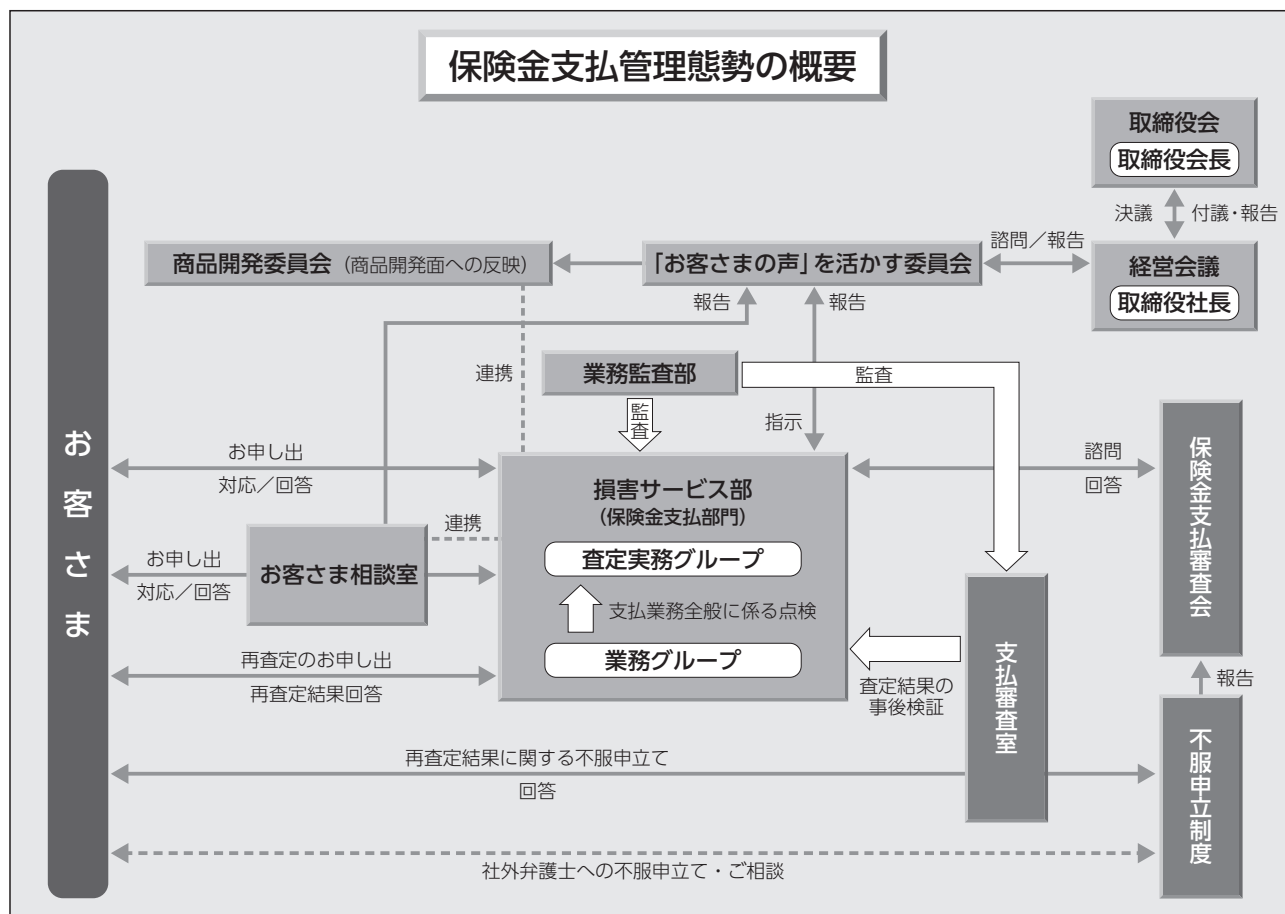 保険金支払管理態勢の概要
取締役会
取締役会長
決議
付議・報告
諮問／報告
商品開発委員会（商品開発面への反映）
「お客さまの声」を活かす委員会
経営会議
取締役社長
報告
報告
連携
業務監査部
監査
監査
指示
お客さま
お申し出
対応／回答
損害サービス部
（保険金支払部門）
諮問
回答
保険金支払審査会
連携
お申し出
対応／回答
お客さま相談室
査定実務グループ
支払業務全般に係る点検
業務グループ
再査定のお申し出
再査定結果回答
査定結果の
事後検証
支払審査室
報告
再査定結果に関する不服申立て
回答
不服申立制度
社外弁護士への不服申立て・ご相談